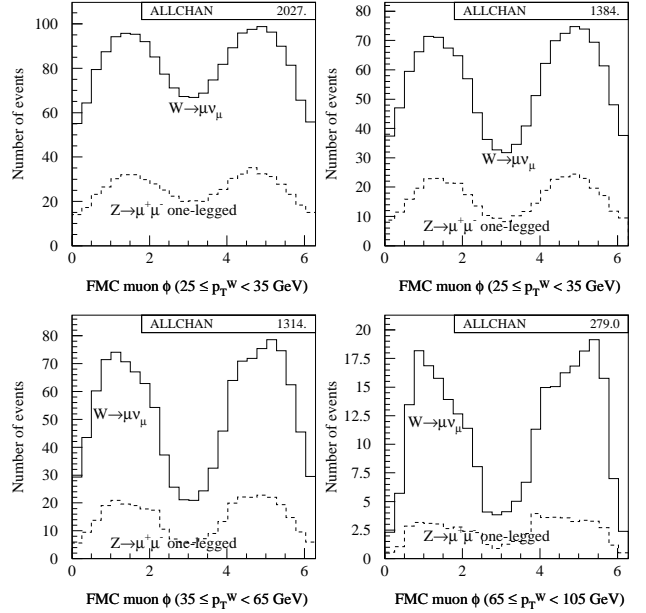 ALLCHAN 2027.
100
80
60
40
20
0
Number of events
W→μν_μ
Z→μ⁺μ⁻ one-legged
0 2 4 6
FMC muon ϕ (25 ≤ p_T^W < 35 GeV)
ALLCHAN 1384.
80
70
60
50
40
30
20
10
0
Number of events
W→μν_μ
Z→μ⁺μ⁻ one-legged
0 2 4 6
FMC muon ϕ (25 ≤ p_T^W < 35 GeV)
ALLCHAN 1314.
80
60
40
20
0
Number of events
W→μν_μ
Z→μ⁺μ⁻ one-legged
0 2 4 6
FMC muon ϕ (35 ≤ p_T^W < 65 GeV)
ALLCHAN 279.0
20
17.5
15
12.5
10
7.5
5
2.5
0
Number of events
W→μν_μ
Z→μ⁺μ⁻ one-legged
0 2 4 6
FMC muon ϕ (65 ≤ p_T^W < 105 GeV)